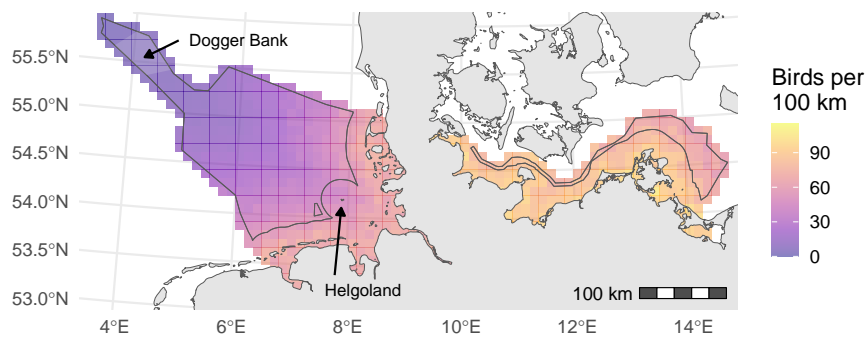 Dogger Bank
55.5°N
55.0°N
54.5°N
54.0°N
53.5°N
53.0°N
Helgoland
100 km
4°E
6°E
8°E
10°E
12°E
14°E
Birds per
100 km
90
60
30
0